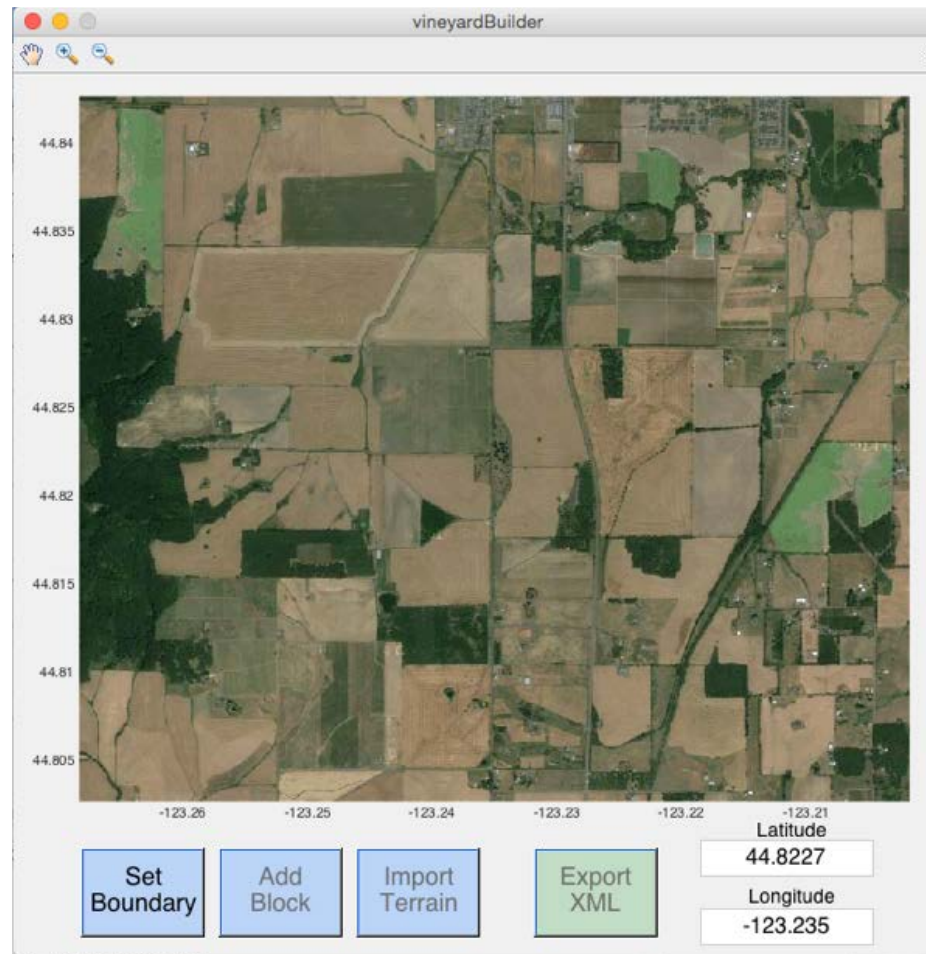 vineyardBuilder
44.84
44.835
44.83
44.825
44.82
44.815
44.81
44.805
-123.26
-123.25
-123.24
-123.23
-123.22
-123.21
Set
Boundary
Add
Block
Import
Terrain
Export
XML
Latitude
44.8227
Longitude
-123.235